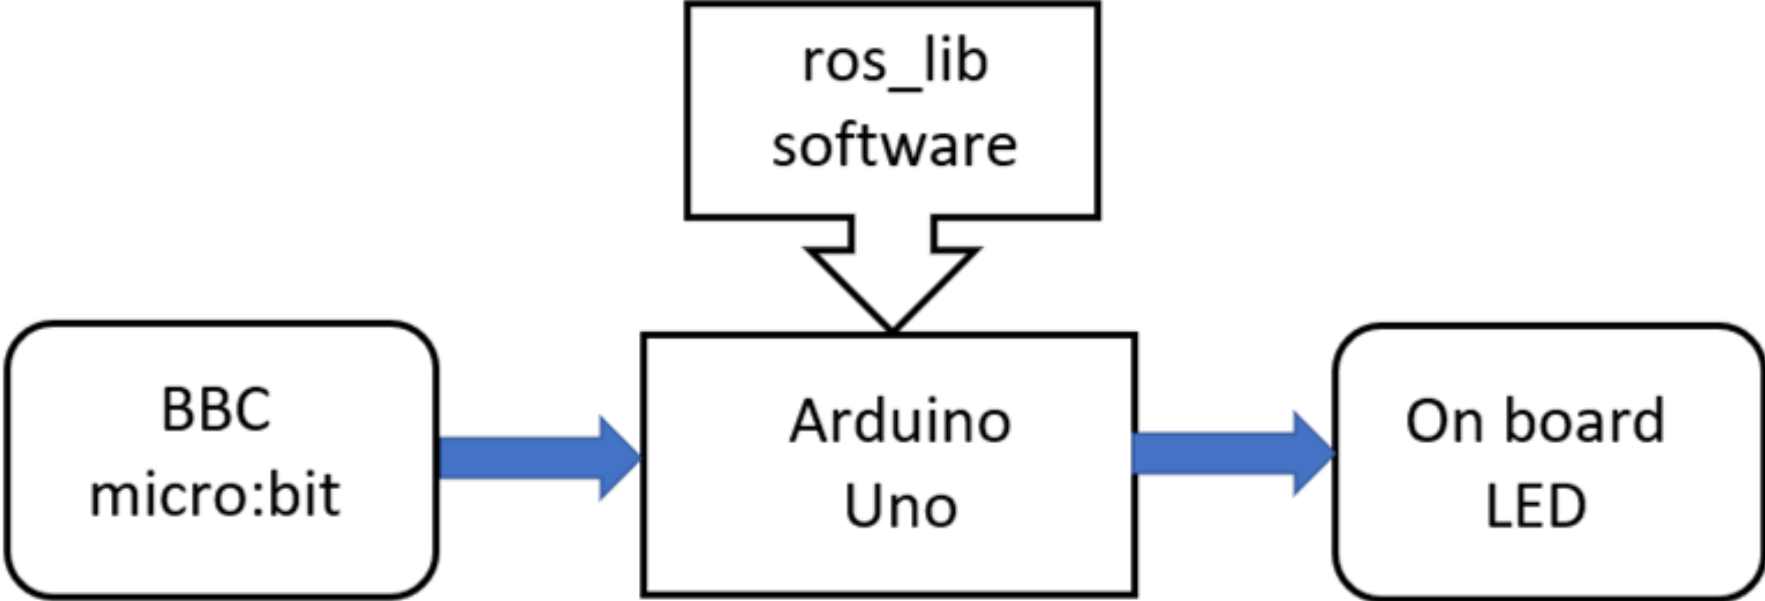 ros_lib
software
BBC
micro:bit
Arduino
Uno
On board
LED